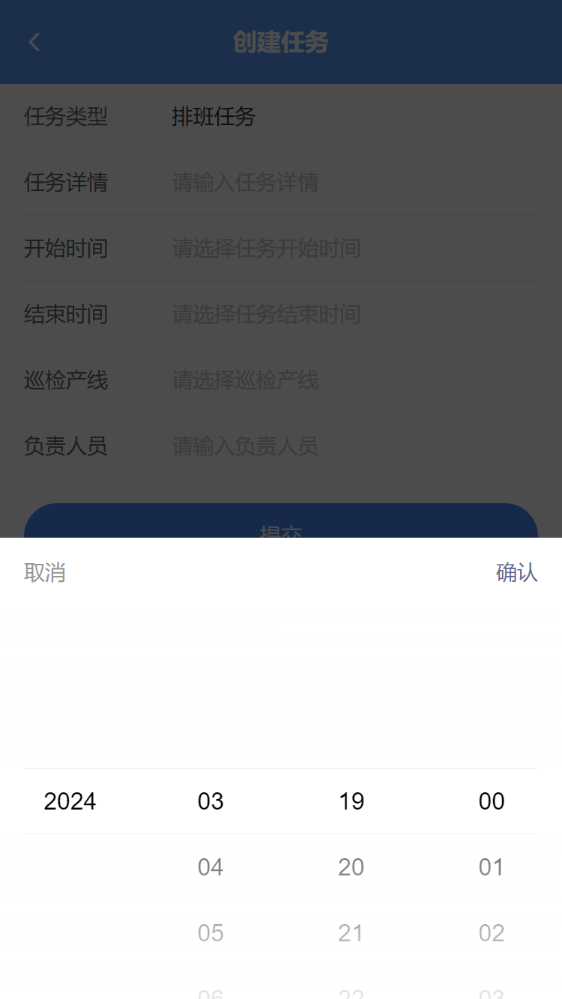 创建任务
任务类型 排班任务
任务详情 请输入任务详情
开始时间 请选择任务开始时间
结束时间 请选择任务结束时间
巡检产线 请选择巡检产线
负责人员 请输入负责人员
提交
取消 确认
2024 03 19 00
04 20 01
05 21 02
06 22 03